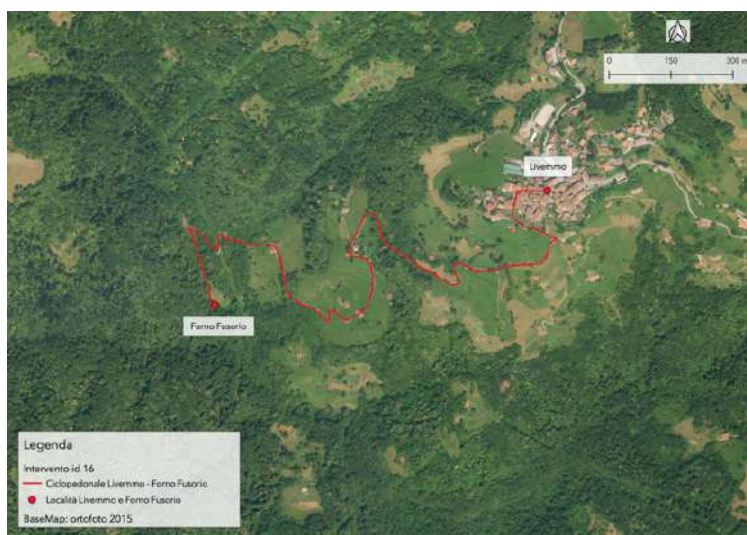 0 150 300 m
Livemmo
Forno Fusorio
Legenda
Intervento id 16
Ciclopedonale Livemmo - Forno Fusorio
Località Livemmo e Forno Fusorio
BaseMap: ortofoto 2015